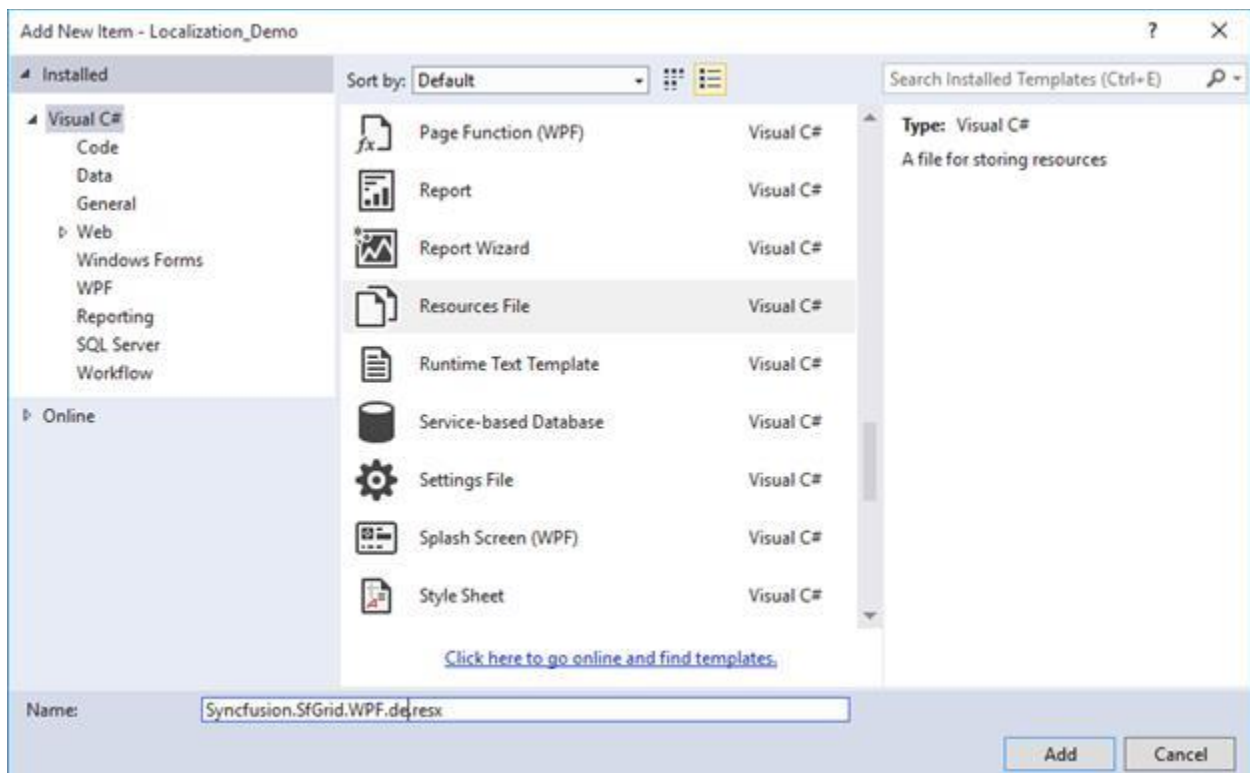 Add New Item - Localization_Demo
?
Installed
Sort by: Default
Search Installed Templates (Ctrl+E)
Visual C#
Code
Data
General
Web
Windows Forms
WPF
Reporting
SQL Server
Workflow
Online
Page Function (WPF) Visual C#
Report Visual C#
Report Wizard Visual C#
Resources File Visual C#
Runtime Text Template Visual C#
Service-based Database Visual C#
Settings File Visual C#
Splash Screen (WPF) Visual C#
Style Sheet Visual C#
Click here to go online and find templates.
Type: Visual C#
A file for storing resources
Name: Syncfusion.SfGrid.WPF.de.resx
Add Cancel